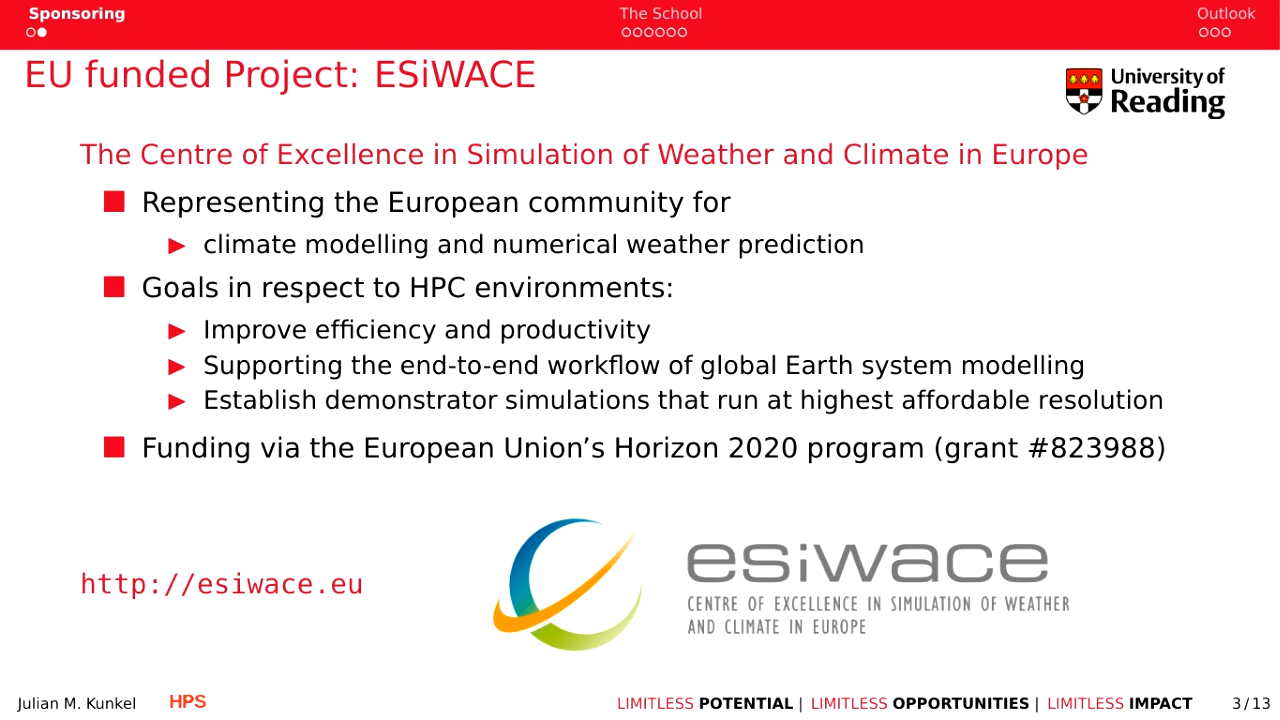 Sponsoring The School Outlook
EU funded Project: ESiWACE
University of
Reading
The Centre of Excellence in Simulation of Weather and Climate in Europe
Representing the European community for
climate modelling and numerical weather prediction
Goals in respect to HPC environments:
Improve efficiency and productivity
Supporting the end-to-end workflow of global Earth system modelling
Establish demonstrator simulations that run at highest affordable resolution
Funding via the European Union’s Horizon 2020 program (grant #823988)
http://esiwace.eu
esiwace
CENTRE OF EXCELLENCE IN SIMULATION OF WEATHER
AND CLIMATE IN EUROPE
Julian M. Kunkel HPS LIMITLESS POTENTIAL | LIMITLESS OPPORTUNITIES | LIMITLESS IMPACT 3/13